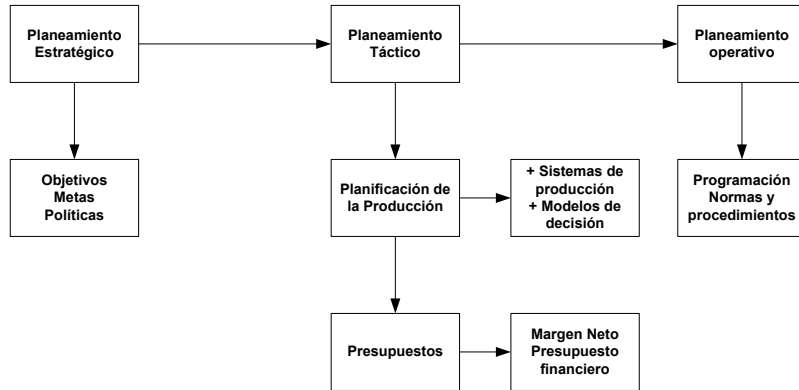 Planeamiento
Estratégico
Planeamiento
Táctico
Planeamiento
operativo
Objetivos
Metas
Políticas
Planificación de
la Producción
+ Sistemas de
producción
+ Modelos de
decisión
Programación
Normas y
procedimientos
Presupuestos
Margen Neto
Presupuesto
financiero